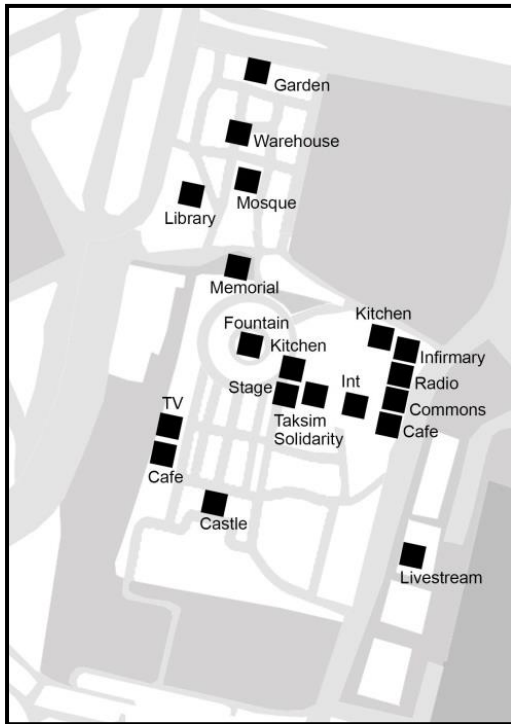 Garden
Warehouse
Mosque
Library
Memorial
Kitchen
Fountain
Kitchen
Infirmary
Radio
Int
Stage
Commons
TV
Taksim
Solidarity
Cafe
Cafe
Castle
Livestream